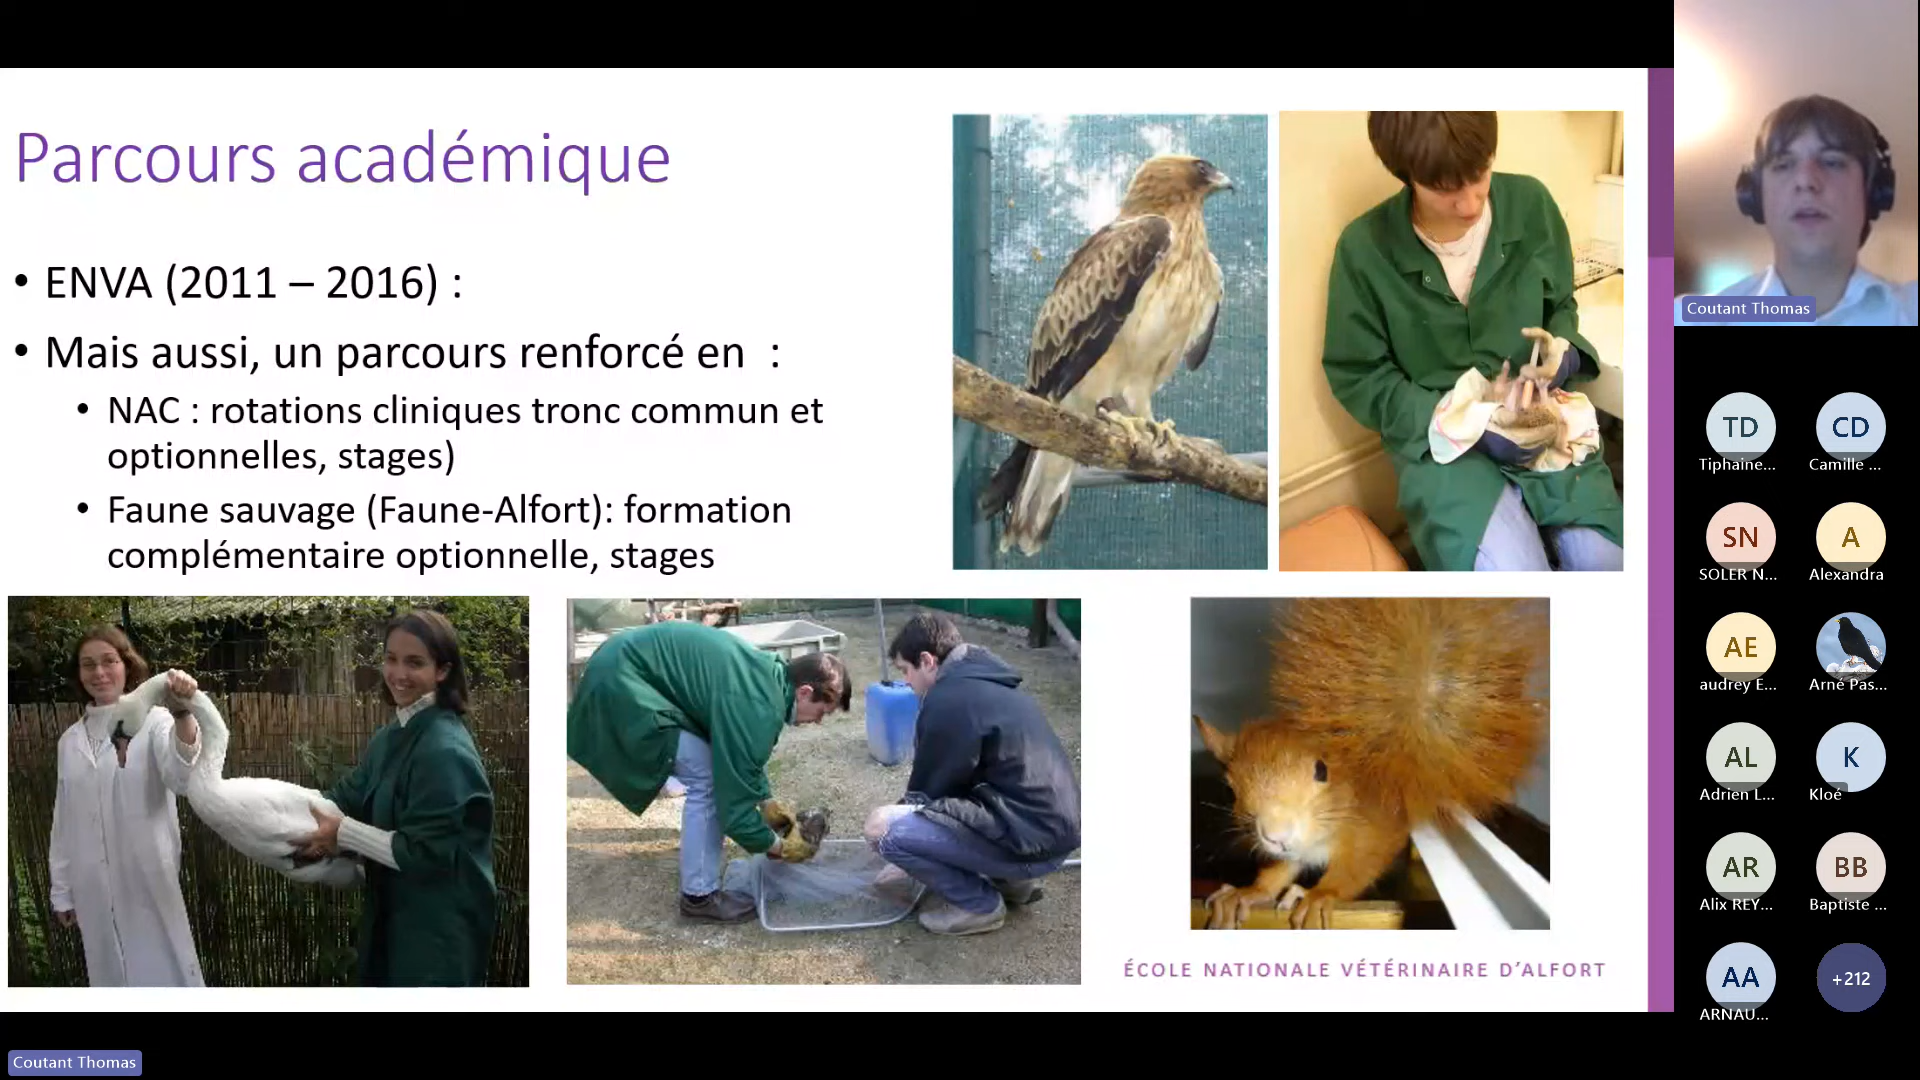 Parcours académique
• ENVA (2011 – 2016) :
• Mais aussi, un parcours renforcé en :
• NAC : rotations cliniques tronc commun et
optionnelles, stages)
• Faune sauvage (Faune-Alfort): formation
complémentaire optionnelle, stages
ÉCOLE NATIONALE VÉTÉRINAIRE D'ALFORT
Coutant Thomas
Coutant Thomas
TD
Tiphaine...
CD
Camille ...
SN
SOLER N...
A
Alexandra
AE
audrey E...
Arné Pas...
AL
Adrien L...
K
Kloé
AR
Alix REY...
BB
Baptiste ...
AA
ARNAU...
+212